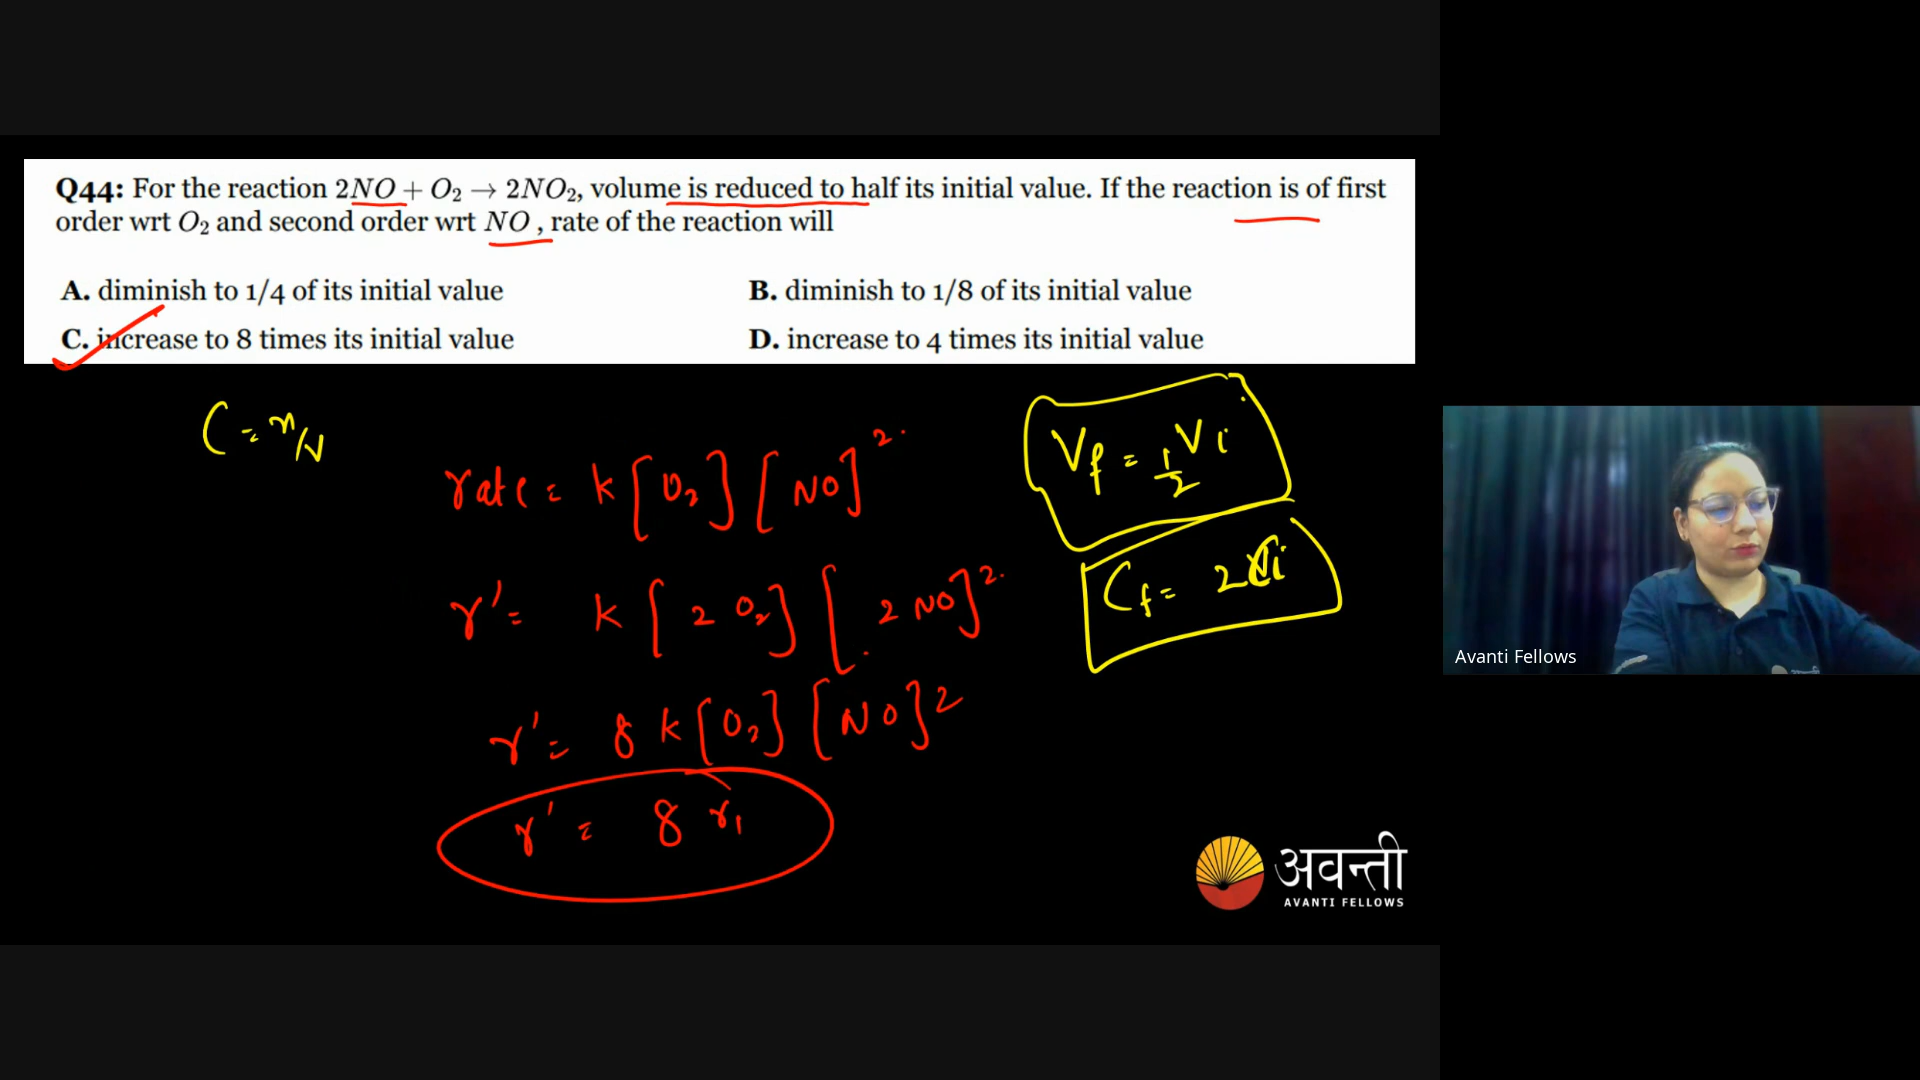 Q44: For the reaction 2NO + O₂ → 2NO₂, volume is reduced to half its initial value. If the reaction is of first
order wrt O₂ and second order wrt NO , rate of the reaction will
A. diminish to 1/4 of its initial value
B. diminish to 1/8 of its initial value
C. increase to 8 times its initial value
D. increase to 4 times its initial value
C = n/V
rate = k[O₂][NO]²
Vf = 1/2 Vi
r' = k[2O₂][2NO]²
Cf = 2Ci
r' = 8k[O₂][NO]²
r' = 8 r₁
Avanti Fellows
अवन्ती
AVANTI FELLOWS